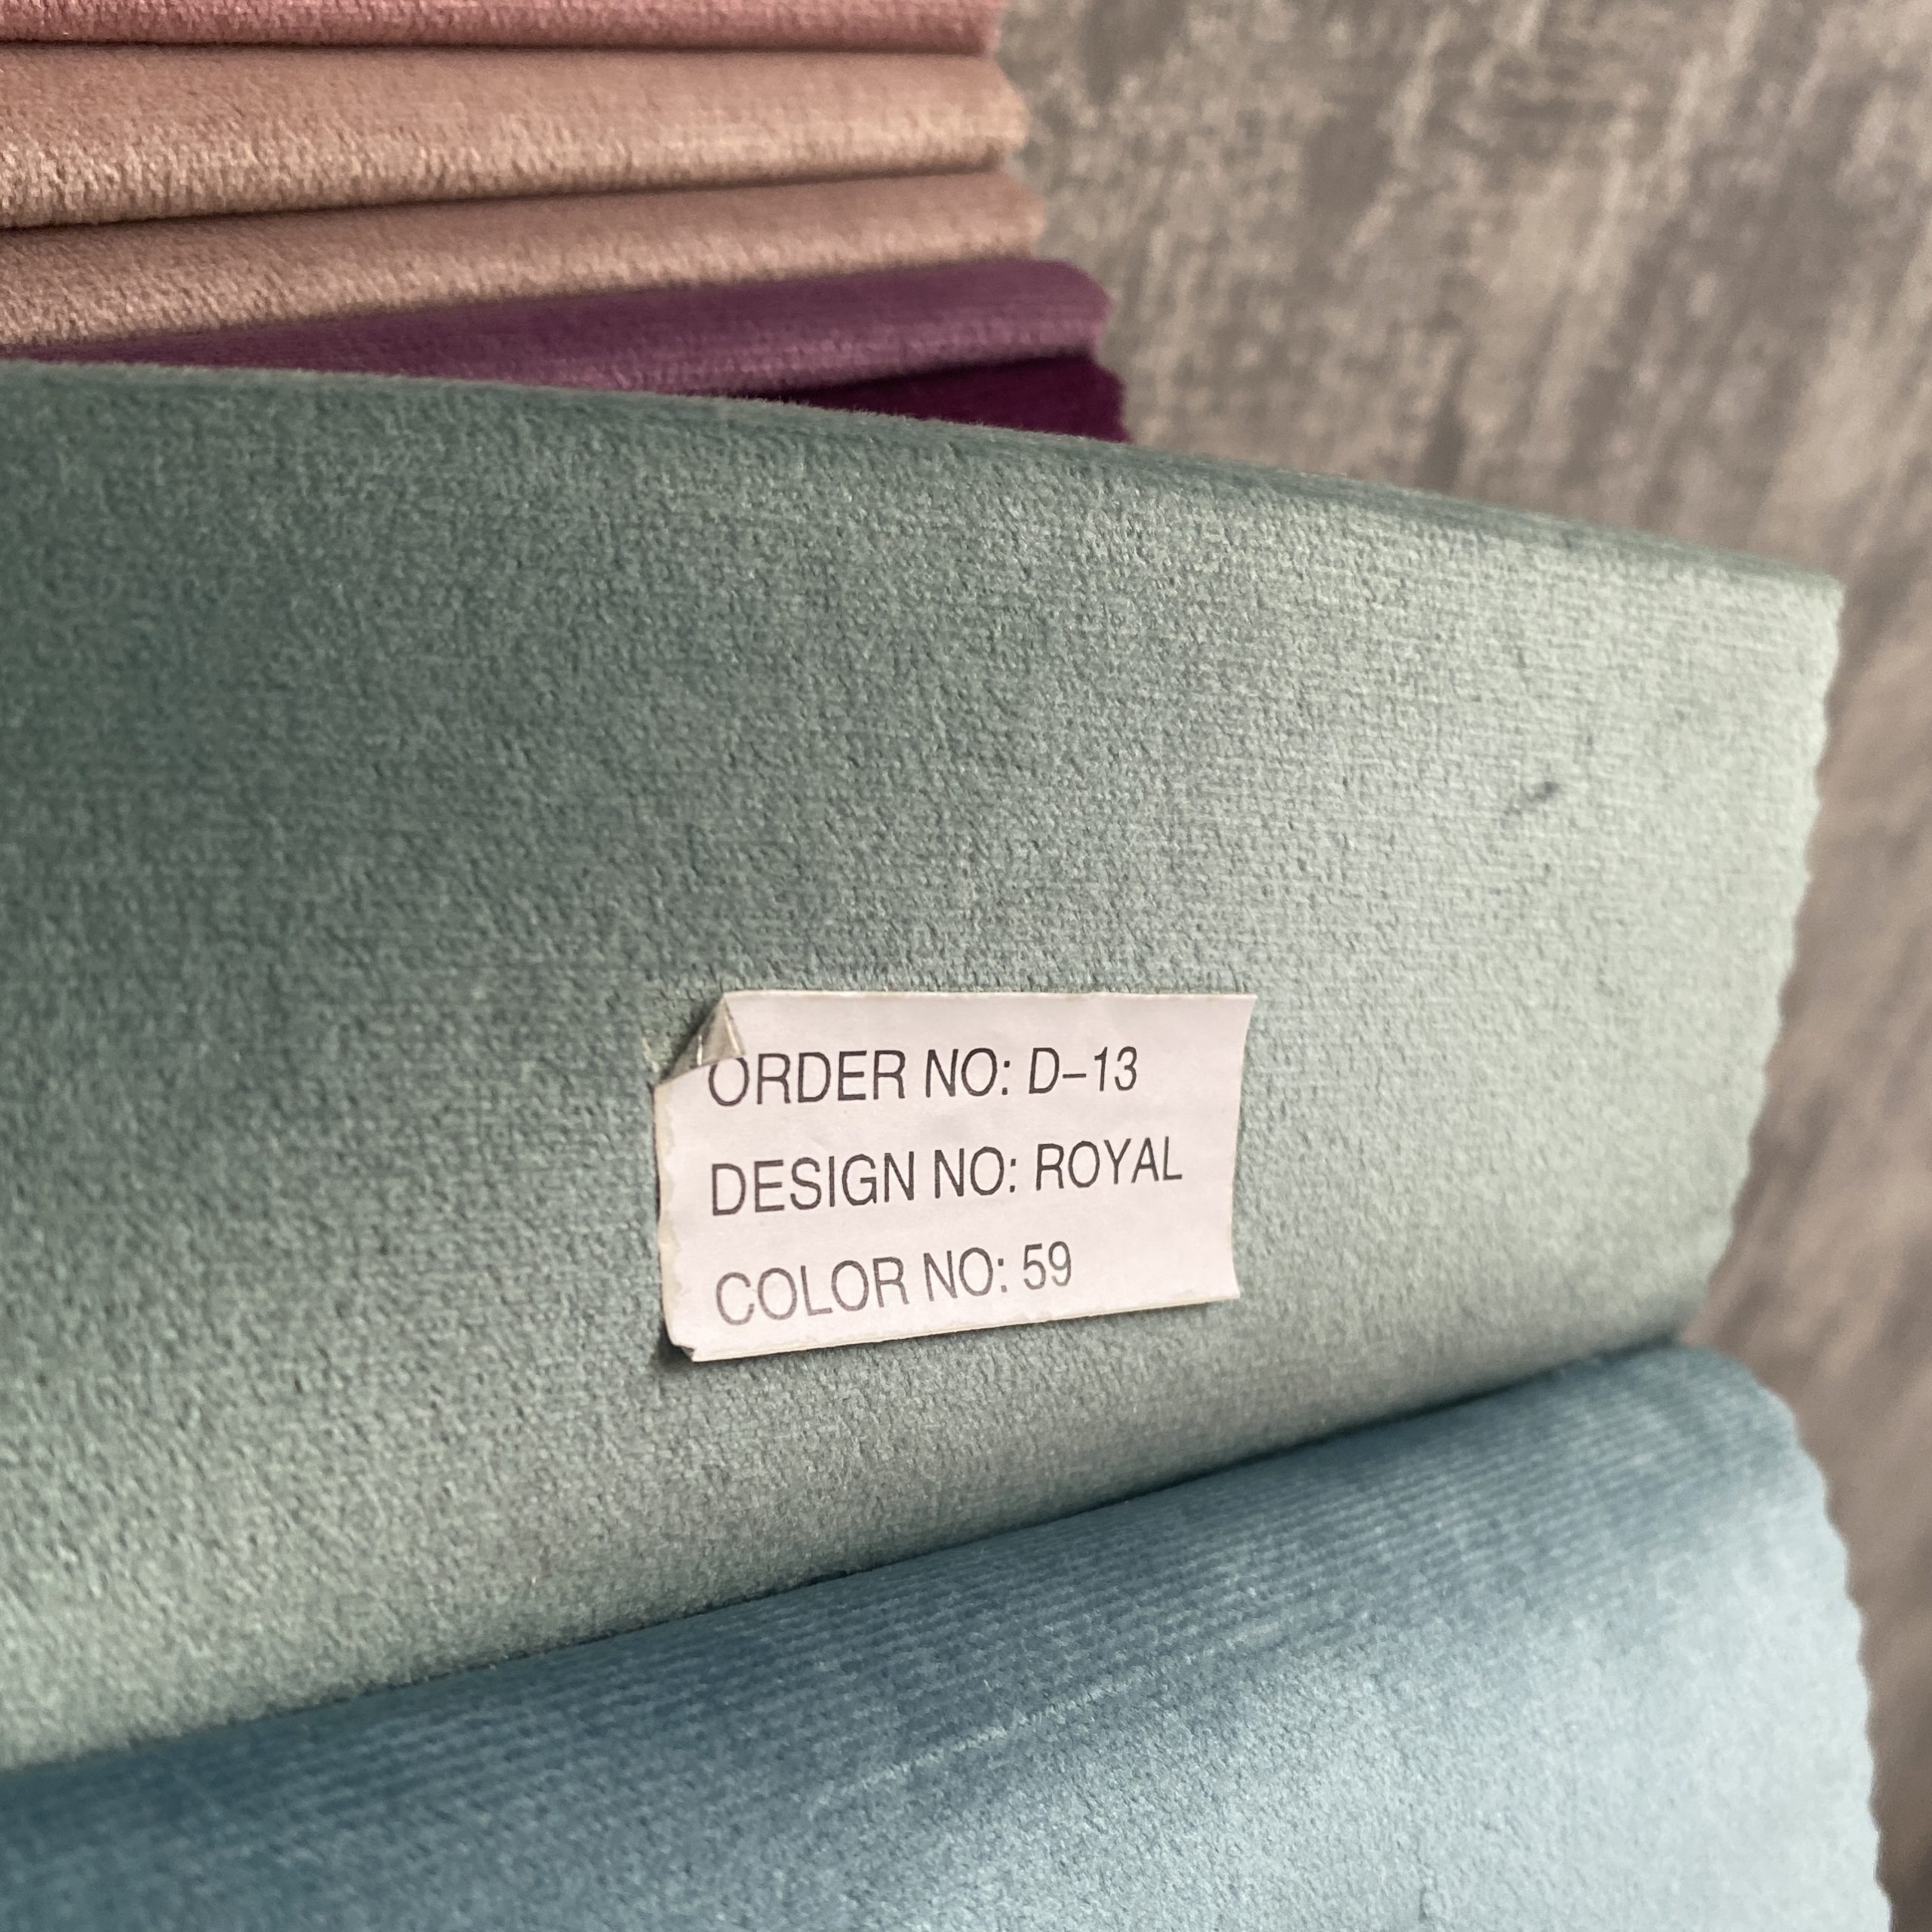 ORDER NO: D-13
DESIGN NO: ROYAL
COLOR NO: 59